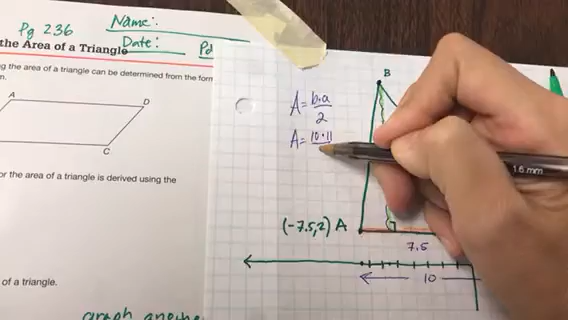 Pg 236
Name:
the Area of a Triangle
Date:
Pd
g the area of a triangle can be determined from the form
n.
A
D
C
or the area of a triangle is derived using the
of a triangle.
graph another
B
A = b·a
2
A = 10·11
(-7.5,2) A
7.5
10
1.6 mm